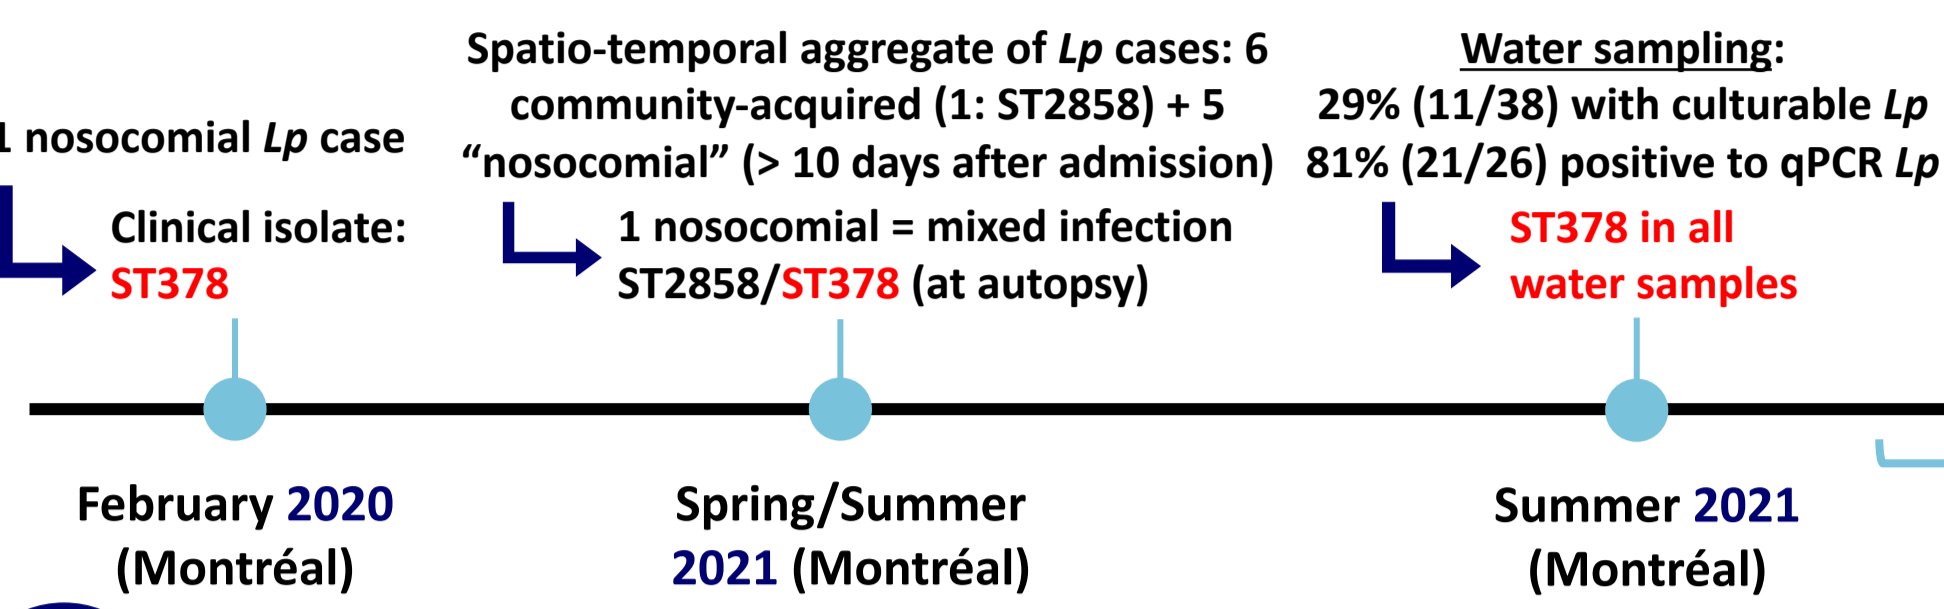 1 nosocomial Lp case
Clinical isolate:
ST378
February 2020
(Montréal)
Spatio-temporal aggregate of Lp cases: 6
community-acquired (1: ST2858) + 5
“nosocomial” (> 10 days after admission)
1 nosocomial = mixed infection
ST2858/ST378 (at autopsy)
Spring/Summer
2021 (Montréal)
Water sampling:
29% (11/38) with culturable Lp
81% (21/26) positive to qPCR Lp
ST378 in all
water samples
Summer 2021
(Montréal)